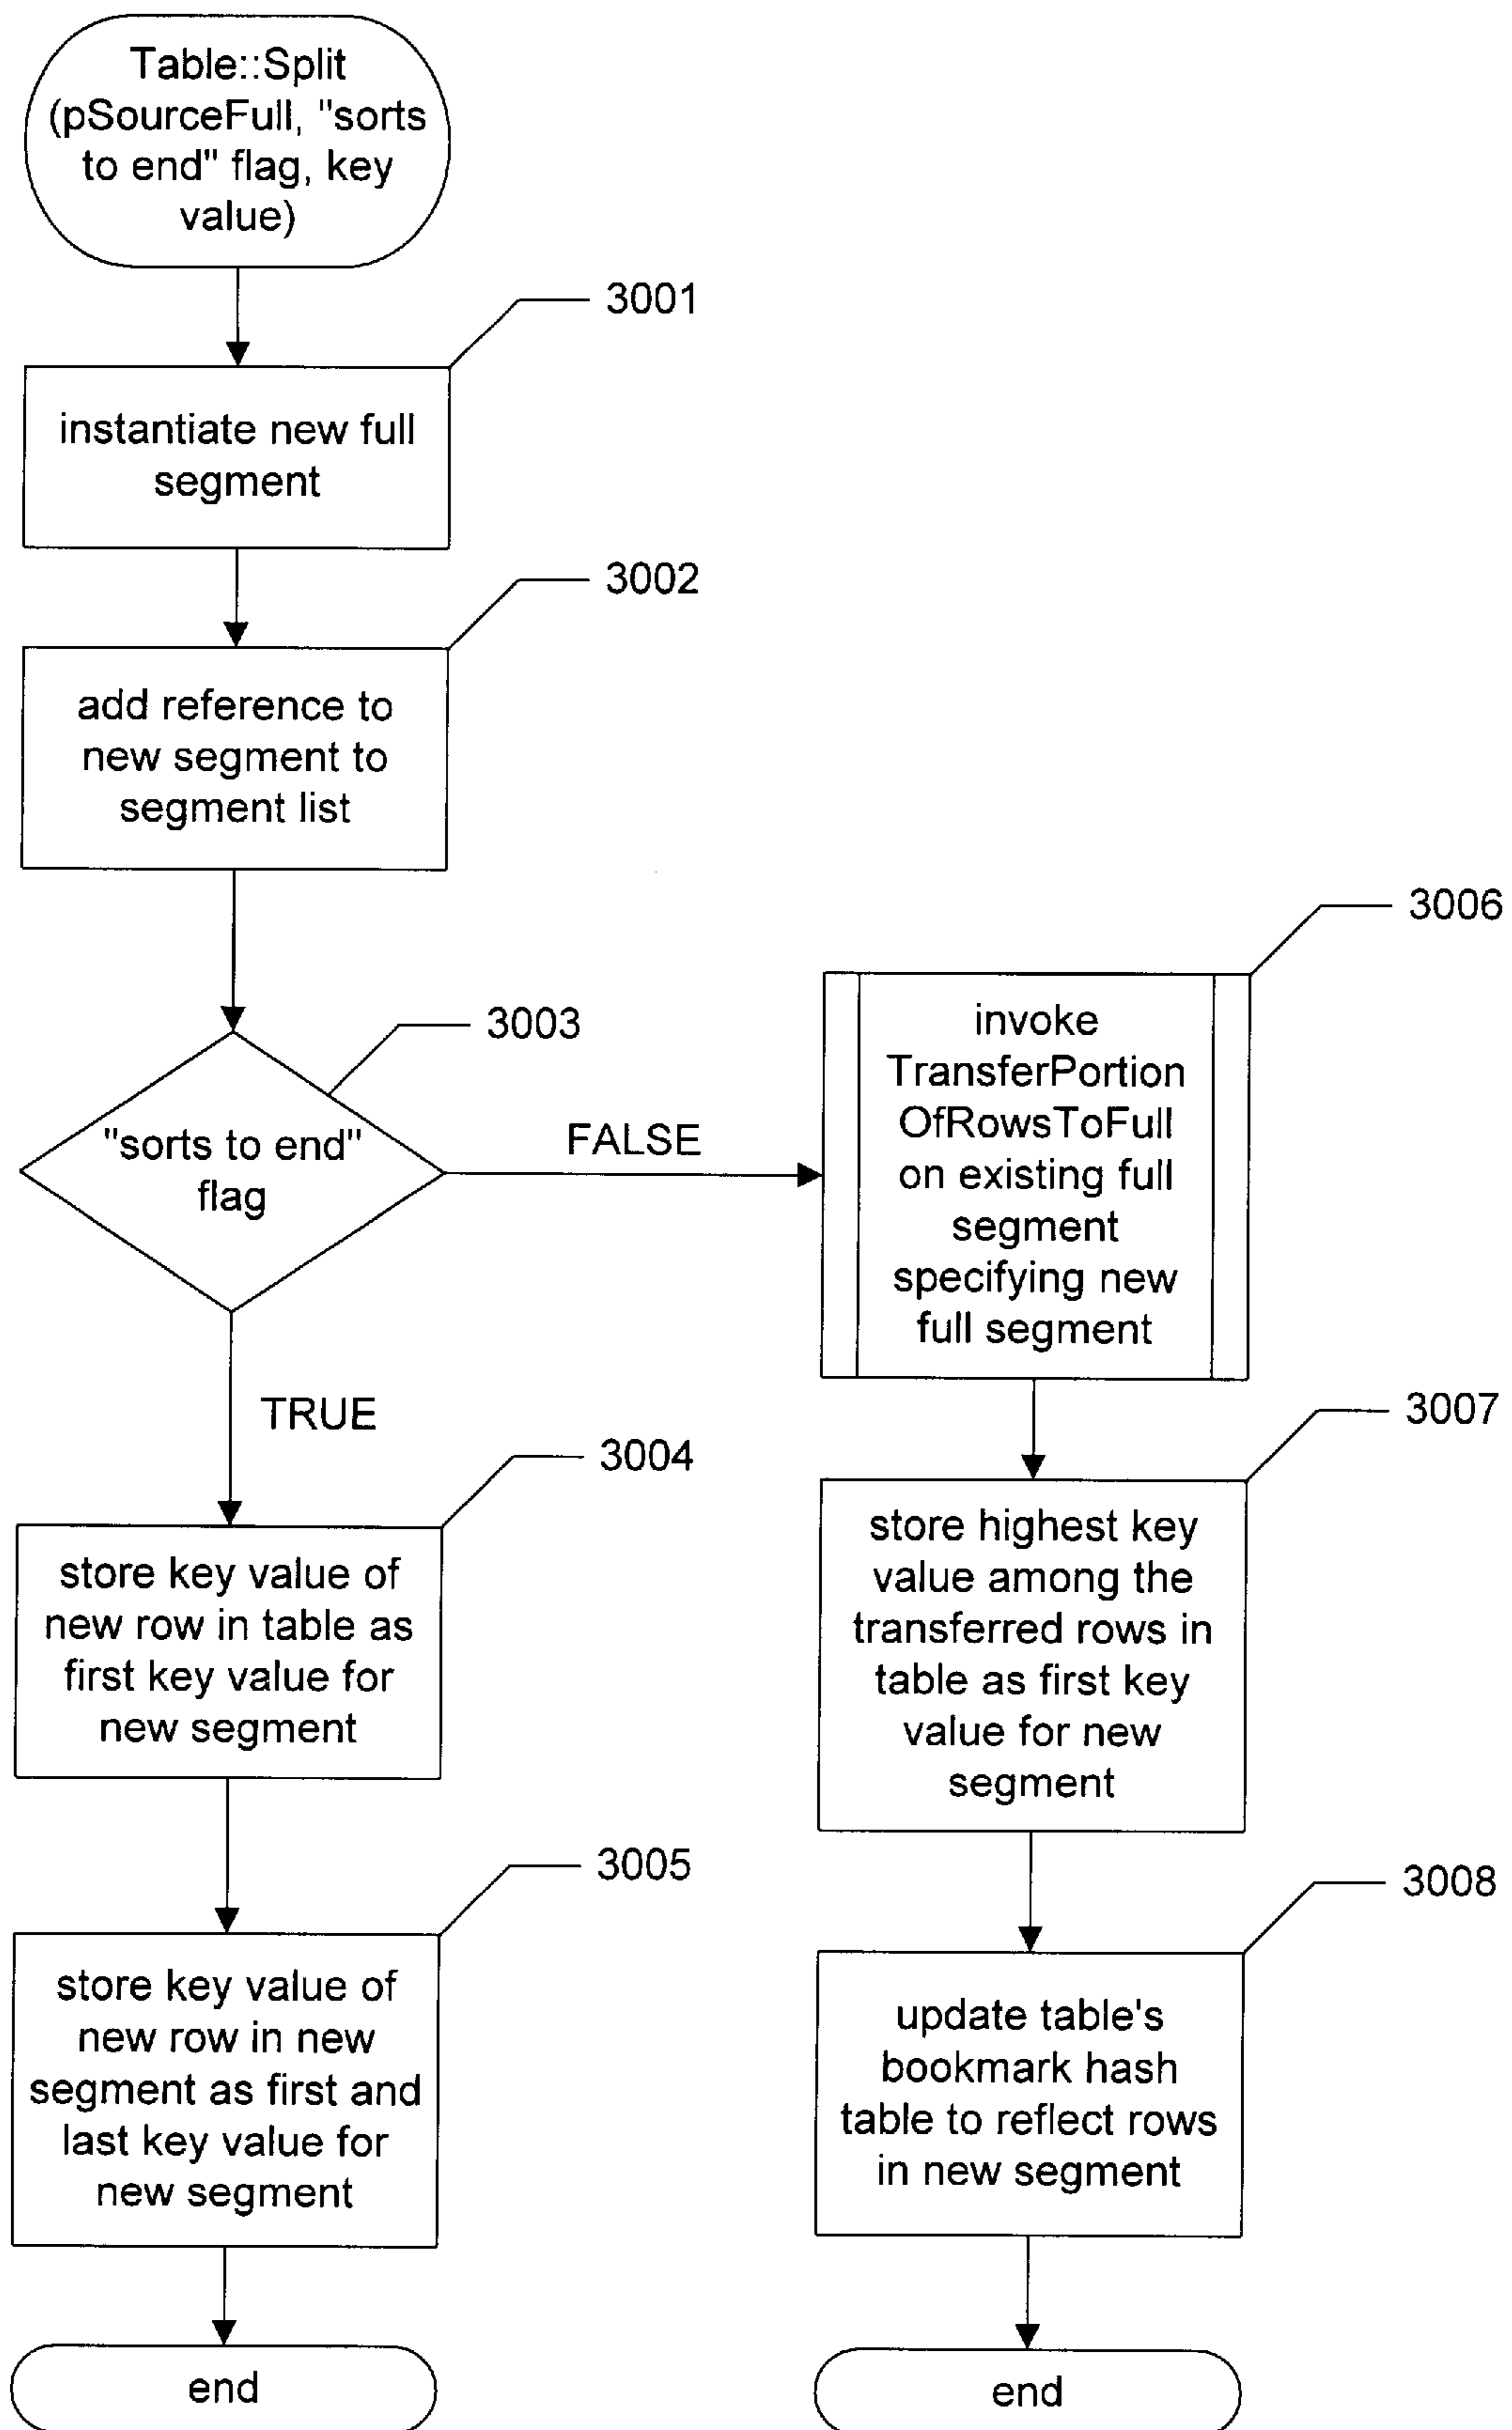 Table::Split
(pSourceFull, "sorts
to end" flag, key
value)
3001
instantiate new full
segment
3002
add reference to
new segment to
segment list
3003
"sorts to end"
flag
FALSE
TRUE
3004
store key value of
new row in table as
first key value for
new segment
3005
store key value of
new row in new
segment as first and
last key value for
new segment
end
3006
invoke
TransferPortion
OfRowsToFull
on existing full
segment
specifying new
full segment
3007
store highest key
value among the
transferred rows in
table as first key
value for new
segment
3008
update table's
bookmark hash
table to reflect rows
in new segment
end